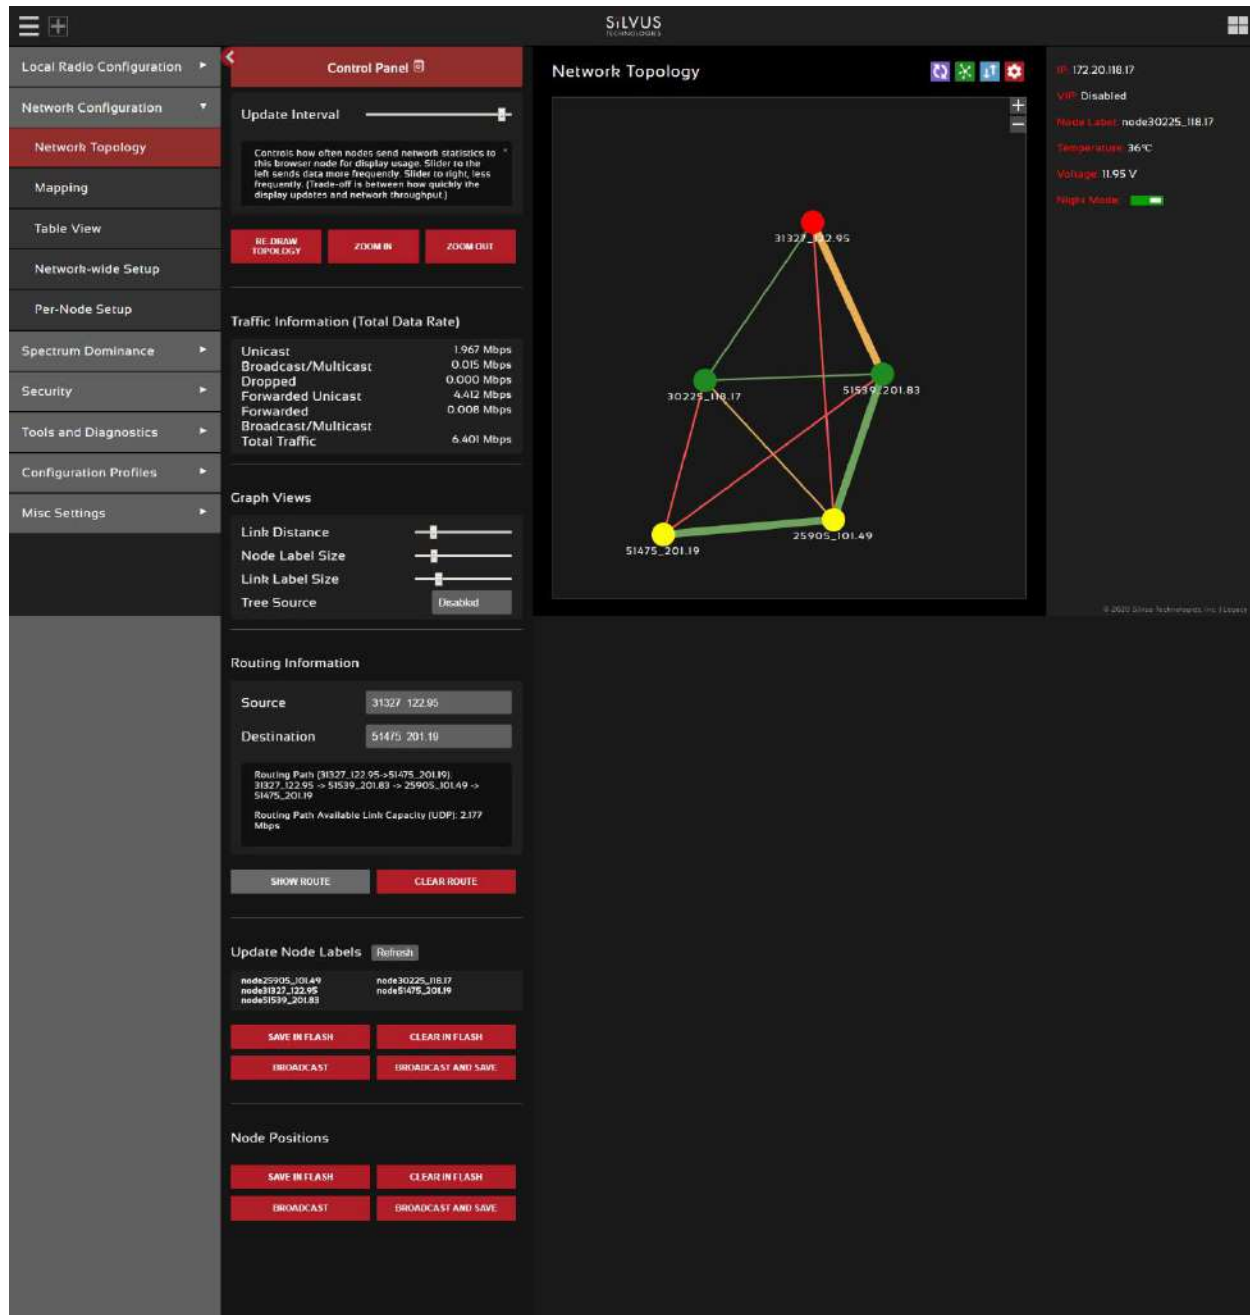 SiLVUS
TECHNOLOGIES
Local Radio Configuration
Network Configuration
Network Topology
Mapping
Table View
Network-wide Setup
Per-Node Setup
Spectrum Dominance
Security
Tools and Diagnostics
Configuration Profiles
Misc Settings
Control Panel
Update Interval
Controls how often nodes send network statistics to
this browser node for display usage. Slider to the
left sends data more frequently. Slider to right, less
frequently. (Trade-off is between how quickly the
display updates and network throughput.)
RE-DRAW
TOPOLOGY
ZOOM IN
ZOOM OUT
Traffic Information (Total Data Rate)
Unicast 1.967 Mbps
Broadcast/Multicast 0.015 Mbps
Dropped 0.000 Mbps
Forwarded Unicast 4.412 Mbps
Forwarded 0.008 Mbps
Broadcast/Multicast
Total Traffic 6.401 Mbps
Graph Views
Link Distance
Node Label Size
Link Label Size
Tree Source Disabled
Routing Information
Source 31327_122.95
Destination 51475_201.19
Routing Path (31327_122.95->51475_201.19):
31327_122.95 -> 51539_201.83 -> 25905_101.49 ->
51475_201.19
Routing Path Available Link Capacity (UDP): 2.177
Mbps
SHOW ROUTE
CLEAR ROUTE
Update Node Labels Refresh
node25905_101.49 node30225_118.17
node31327_122.95 node51475_201.19
node51539_201.83
SAVE IN FLASH
CLEAR IN FLASH
BROADCAST
BROADCAST AND SAVE
Node Positions
SAVE IN FLASH
CLEAR IN FLASH
BROADCAST
BROADCAST AND SAVE
Network Topology
+
−
31327_122.95
30225_118.17
51539_201.83
25905_101.49
51475_201.19
IP: 172.20.118.17
VIP: Disabled
Node Label: node30225_118.17
Temperature: 36°C
Voltage: 11.95 V
Night Mode:
© 2020 Silvus Technologies, Inc. | Legacy